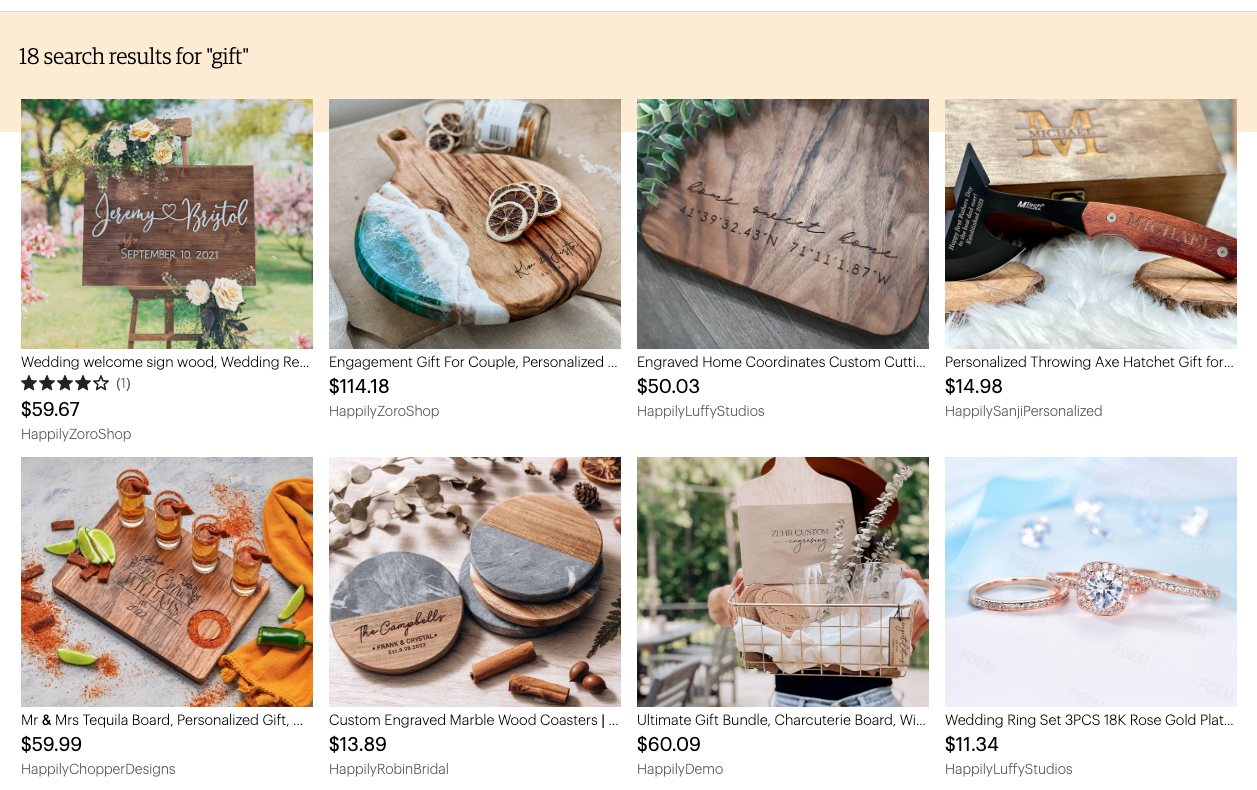 18 search results for "gift"
Jeremy ♡ Bristol
SEPTEMBER 10, 2021
Wedding welcome sign wood, Wedding Re...
(1)
$59.67
HappilyZoroShop
Kim & Justin
Engagement Gift For Couple, Personalized ...
$114.18
HappilyZoroShop
home sweet home
41°39'32.43"N 71°11'1.87"W
Engraved Home Coordinates Custom Cutti...
$50.03
HappilyLuffyStudios
M
MICHAEL
MTech
MICHAEL
Personalized Throwing Axe Hatchet Gift for...
$14.98
HappilySanjiPersonalized
Mr & Mrs Tequila Board, Personalized Gift, ...
$59.99
HappilyChopperDesigns
The Campbells
• FRANK & CRYSTAL •
Custom Engraved Marble Wood Coasters | ...
$13.89
HappilyRobinBridal
ZEHR CUSTOM
engraving
Ultimate Gift Bundle, Charcuterie Board, Wi...
$60.09
HappilyDemo
FGEM
FGEM
FGEM
Wedding Ring Set 3PCS 18K Rose Gold Plat...
$11.34
HappilyLuffyStudios